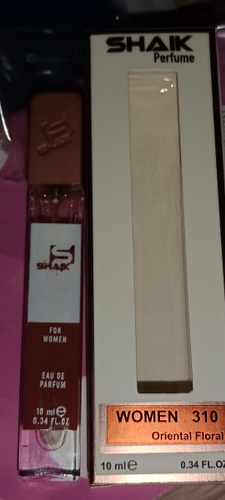 SHAIK
Perfume
S
SHAIK
FOR
WOMEN
EAU DE
PARFUM
10 ml ℮
0.34 FL.OZ
WOMEN 310
Oriental Floral
10 ml ℮ 0.34 FL.OZ